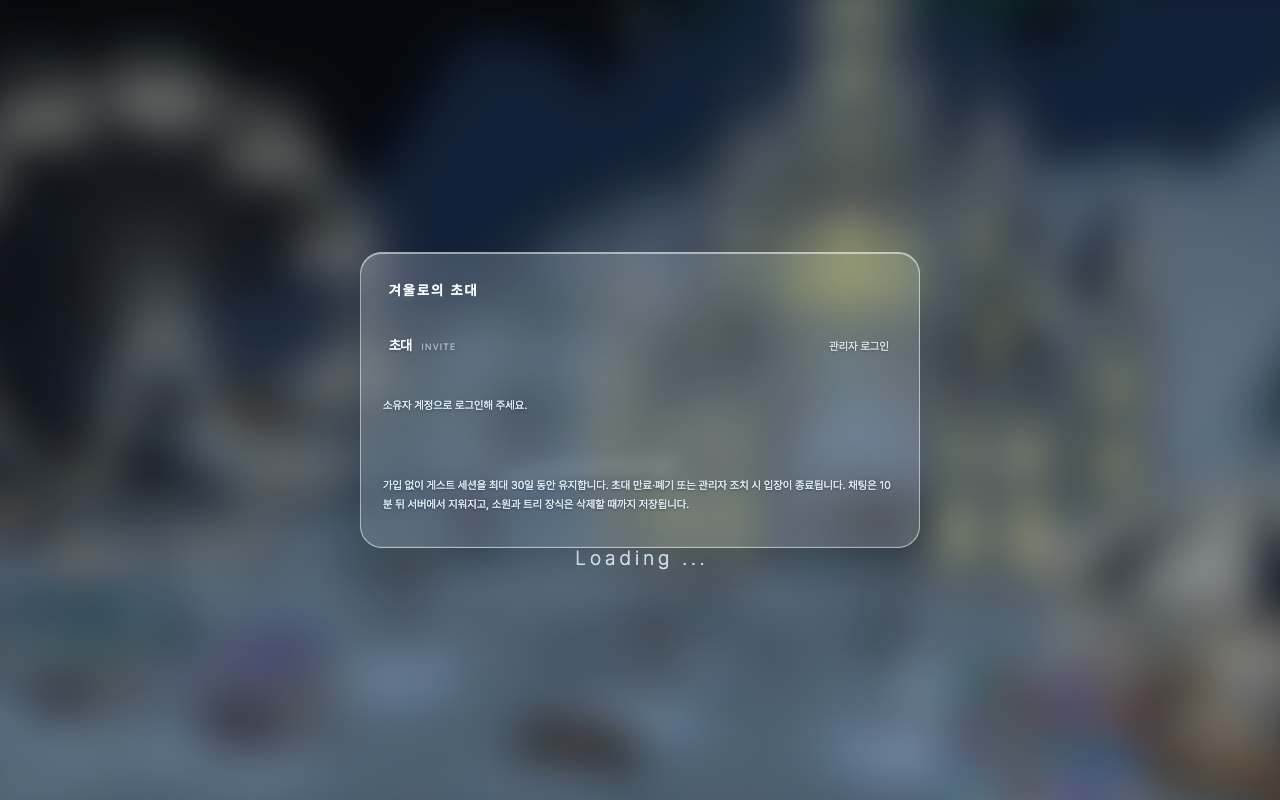 겨울로의 초대
초대 INVITE
관리자 로그인
소유자 계정으로 로그인해 주세요.
가입 없이 게스트 세션을 최대 30일 동안 유지합니다. 초대 만료·폐기 또는 관리자 조치 시 입장이 종료됩니다. 채팅은 10
분 뒤 서버에서 지워지고, 소원과 트리 장식은 삭제할 때까지 저장됩니다.
Loading ...